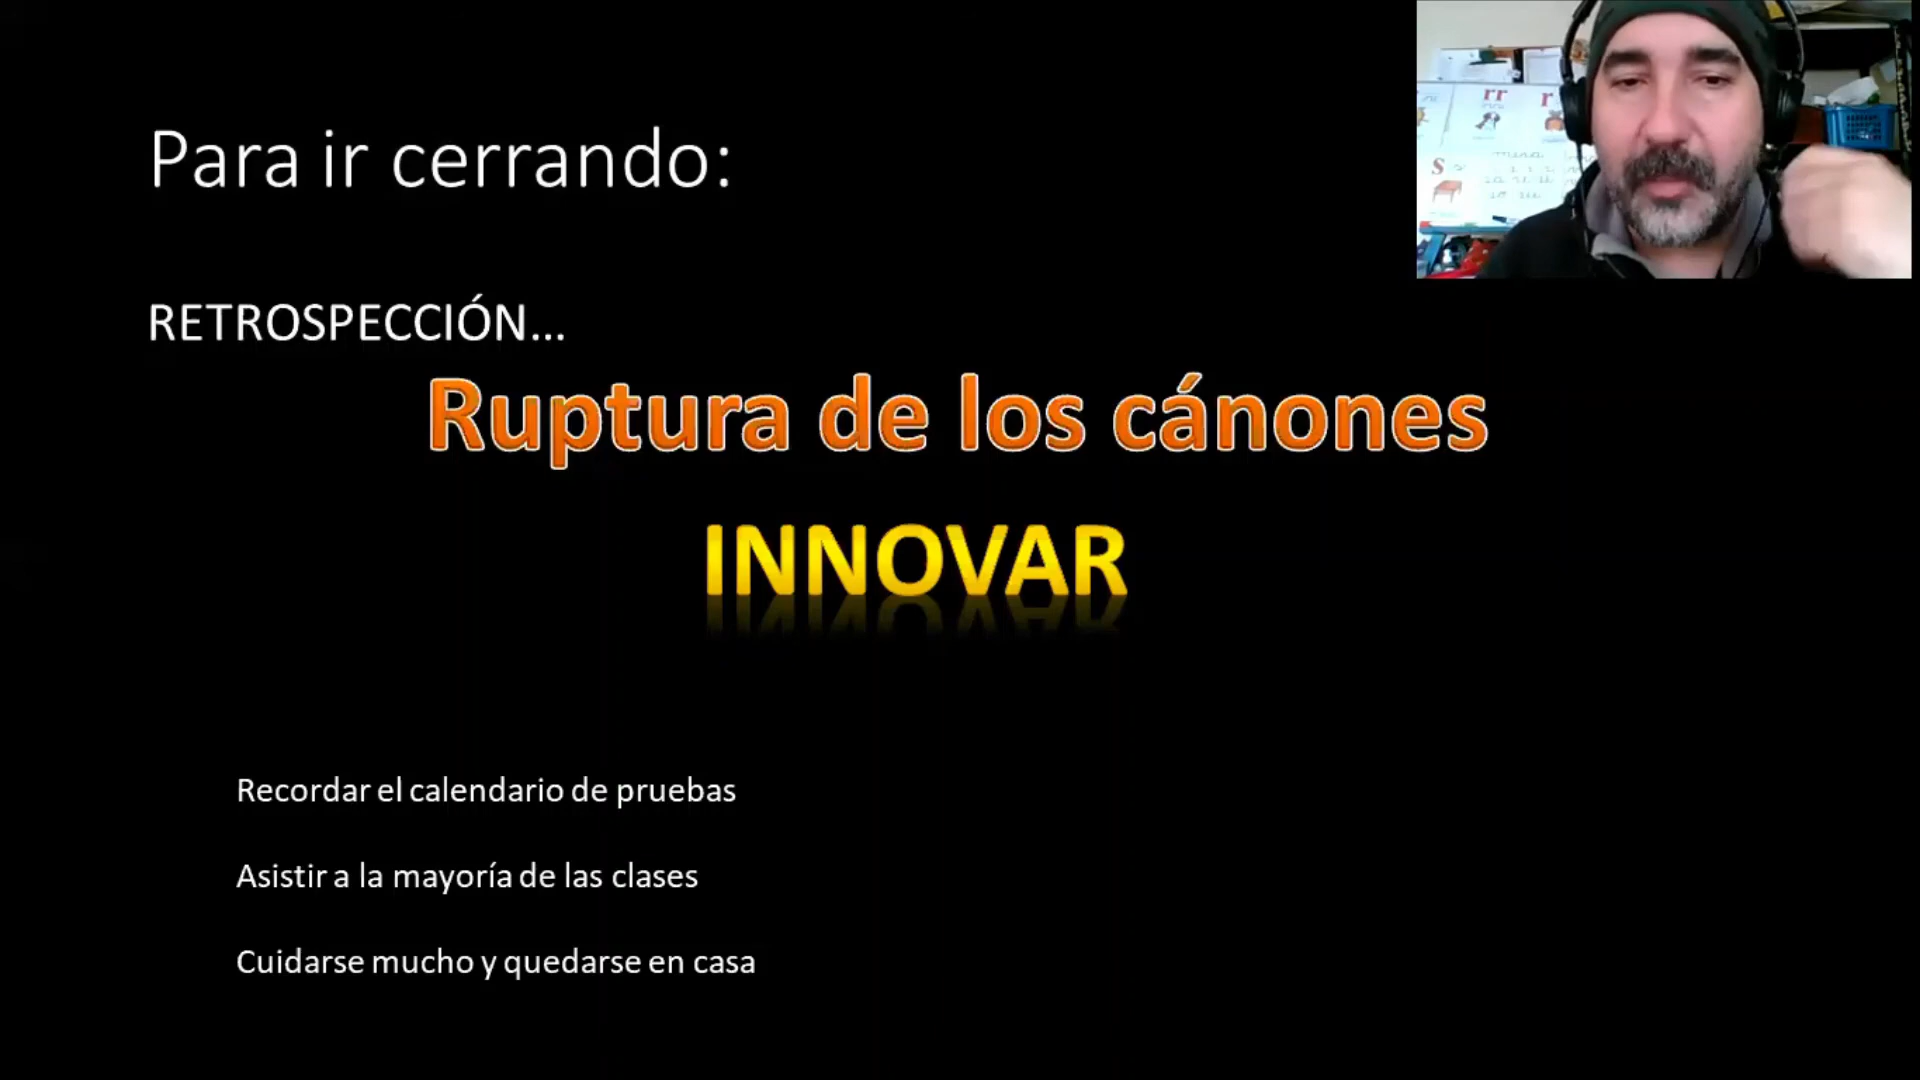 Para ir cerrando:
RETROSPECCIÓN...
Ruptura de los cánones
INNOVAR
Recordar el calendario de pruebas
Asistir a la mayoría de las clases
Cuidarse mucho y quedarse en casa
rr
r
S